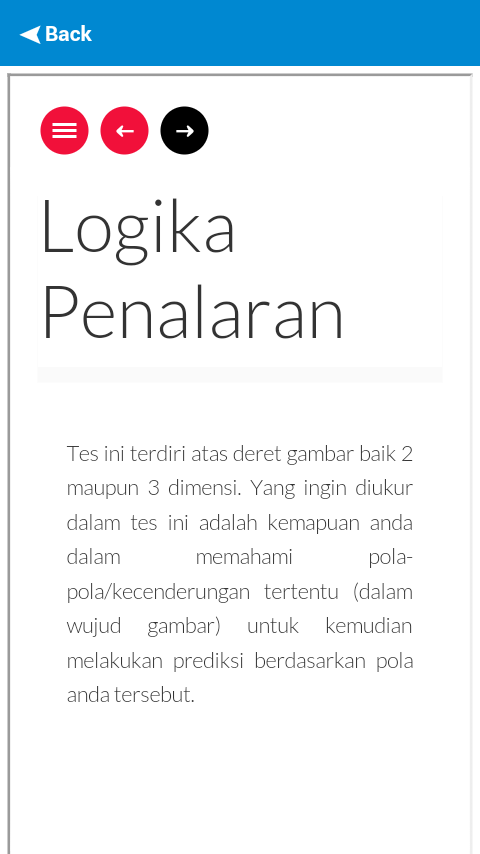 Back
Logika
Penalaran
Tes ini terdiri atas deret gambar baik 2
maupun 3 dimensi. Yang ingin diukur
dalam tes ini adalah kemapuan anda
dalam memahami pola-
pola/kecenderungan tertentu (dalam
wujud gambar) untuk kemudian
melakukan prediksi berdasarkan pola
anda tersebut.